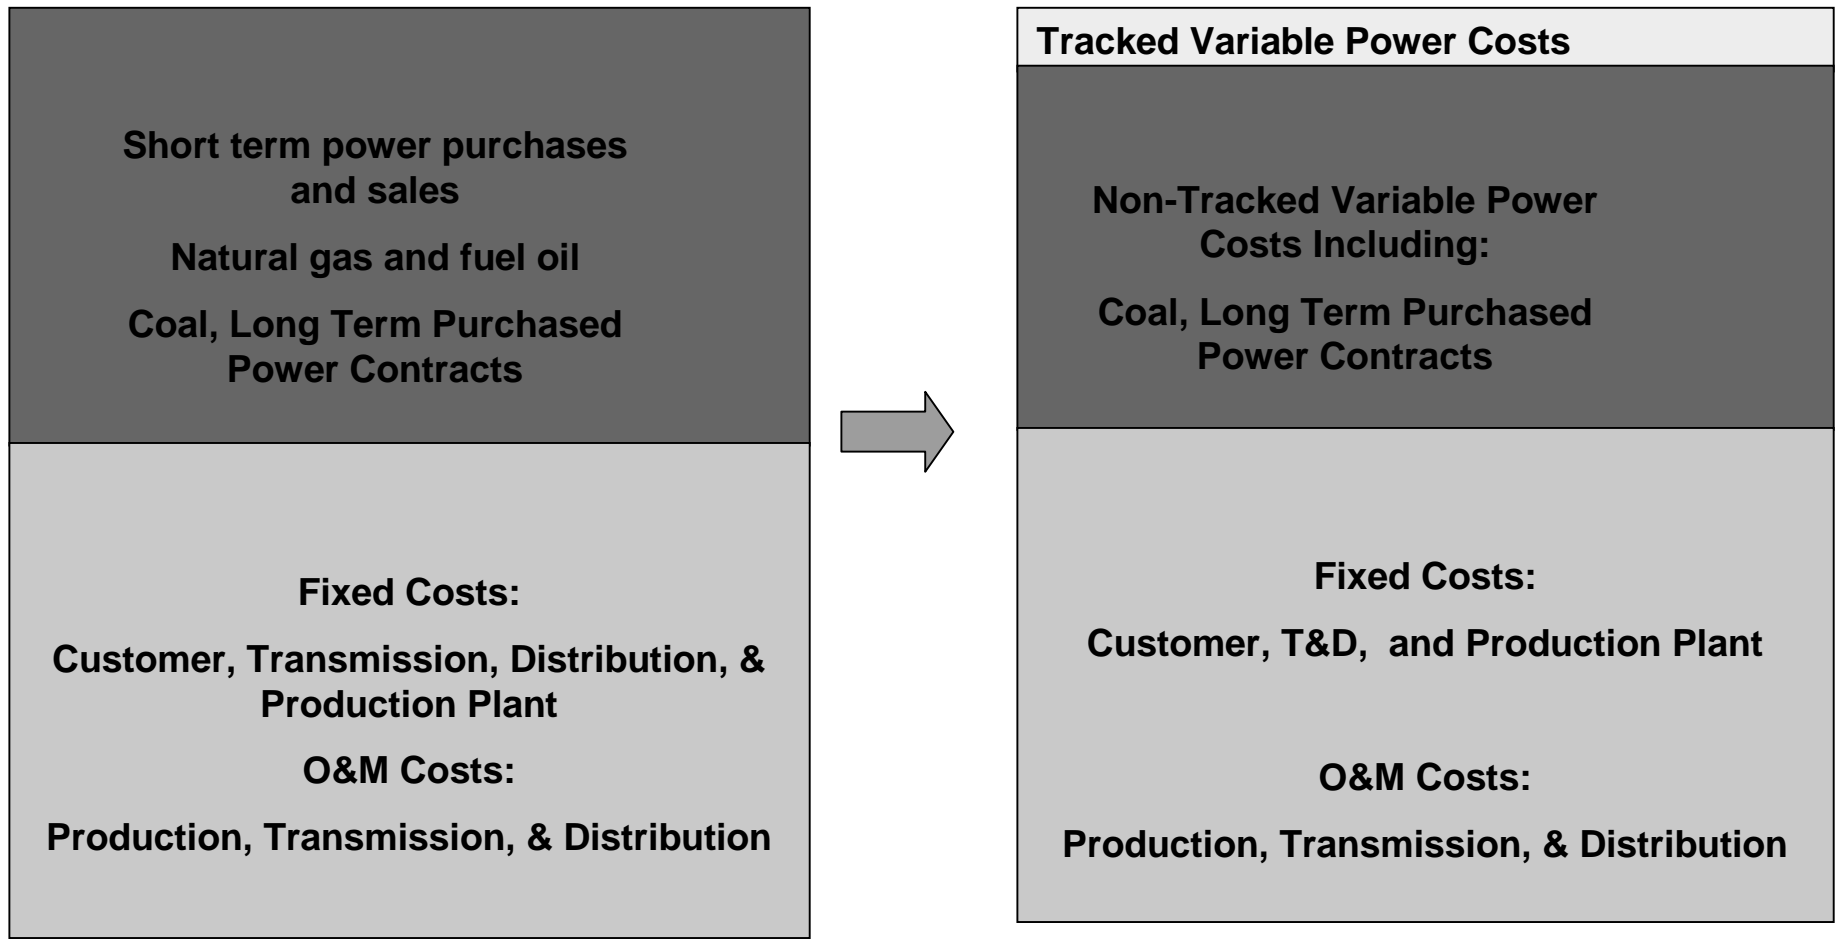 Short term power purchases
and sales
Natural gas and fuel oil
Coal, Long Term Purchased
Power Contracts
Fixed Costs:
Customer, Transmission, Distribution, &
Production Plant
O&M Costs:
Production, Transmission, & Distribution
Tracked Variable Power Costs
Non-Tracked Variable Power
Costs Including:
Coal, Long Term Purchased
Power Contracts
Fixed Costs:
Customer, T&D,  and Production Plant
O&M Costs:
Production, Transmission, & Distribution